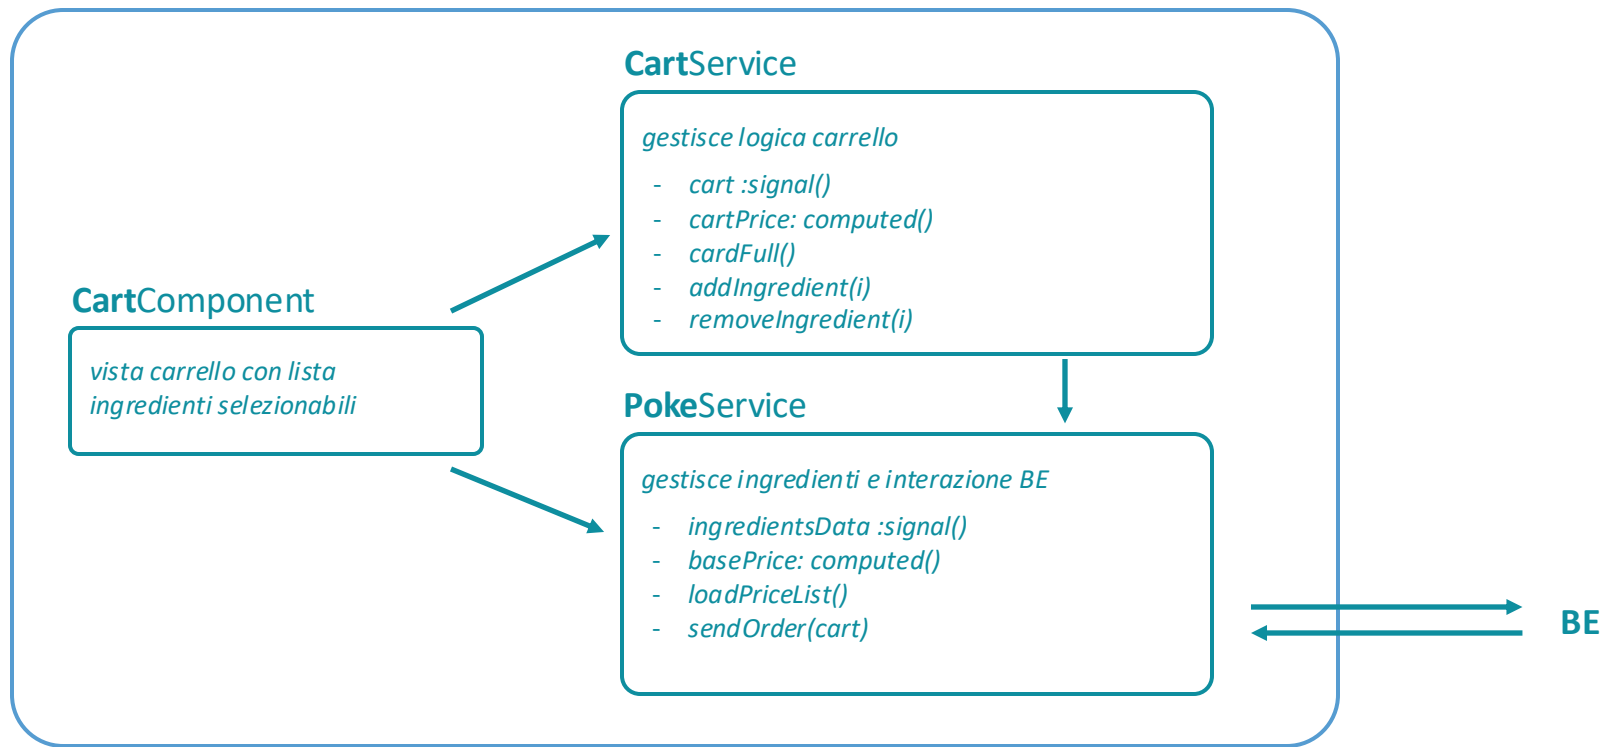 CartService
gestisce logica carrello
- cart :signal()
- cartPrice: computed()
- cardFull()
- addIngredient(i)
- removeIngredient(i)
CartComponent
vista carrello con lista
ingredienti selezionabili
PokeService
gestisce ingredienti e interazione BE
- ingredientsData :signal()
- basePrice: computed()
- loadPriceList()
- sendOrder(cart)
BE